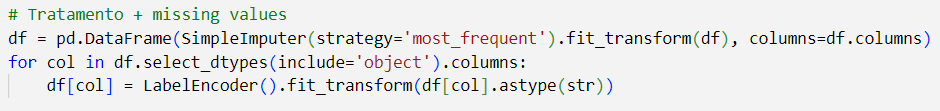 # Tratamento + missing values
df = pd.DataFrame(SimpleImputer(strategy='most_frequent').fit_transform(df), columns=df.columns)
for col in df.select_dtypes(include='object').columns:
    df[col] = LabelEncoder().fit_transform(df[col].astype(str))